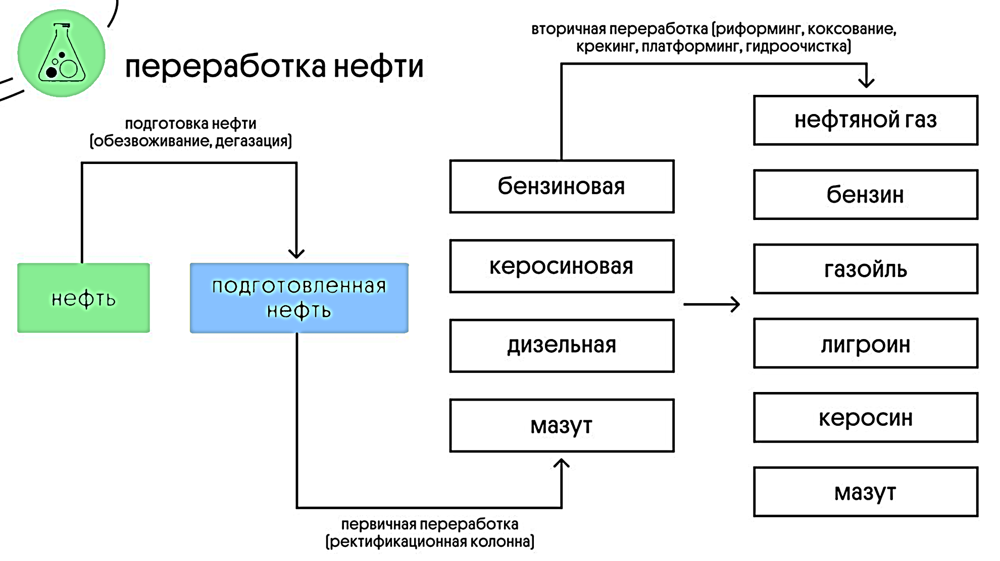 переработка нефти
подготовка нефти
(обезвоживание, дегазация)
нефть
подготовленная
нефть
первичная переработка
(ректификационная колонна)
бензиновая
керосиновая
дизельная
мазут
вторичная переработка (риформинг, коксование,
крекинг, платформинг, гидроочистка)
нефтяной газ
бензин
газойль
лигроин
керосин
мазут